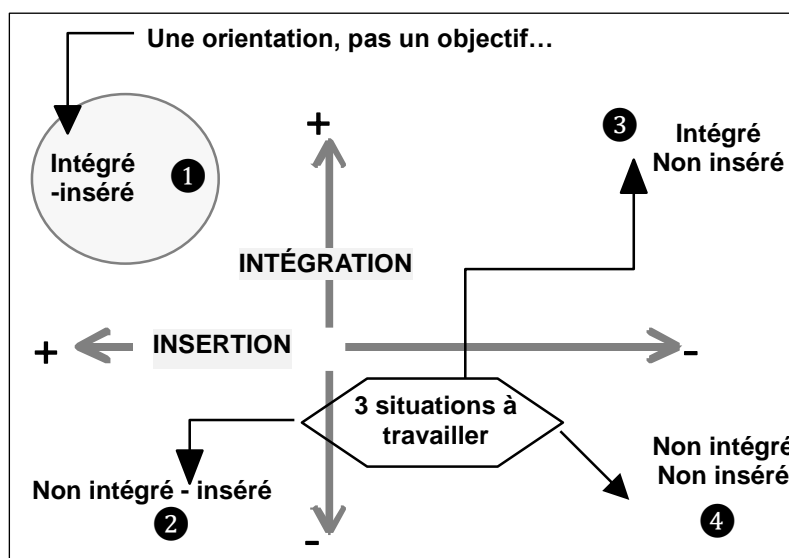 Une orientation, pas un objectif…
+
❸
Intégré
Non inséré
Intégré
-inséré
❶
INTÉGRATION
+
INSERTION
-
3 situations à
travailler
Non intégré - inséré
❷
-
Non intégré
Non inséré
❹